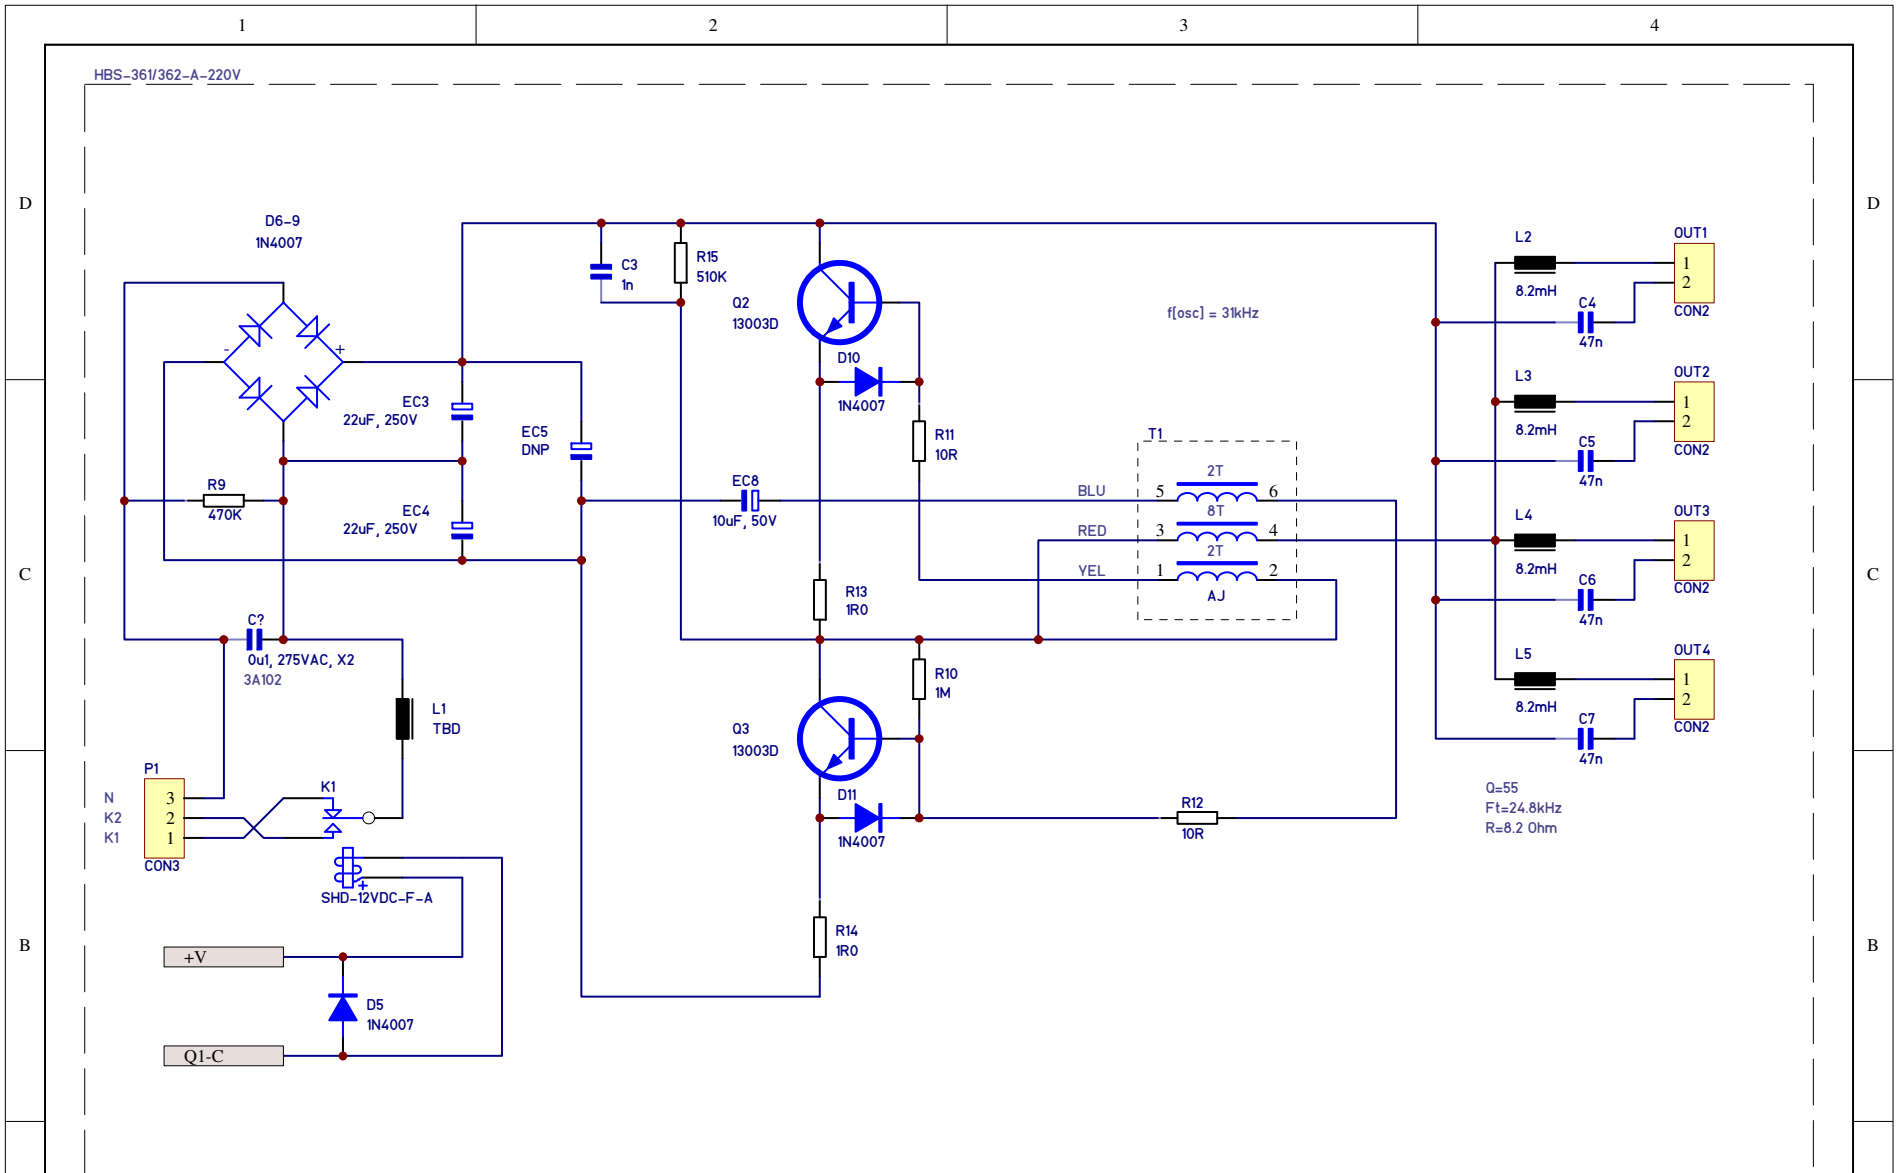 1 2 3 4
HBS-361/362-A-220V
D D
D6-9
1N4007
- +
C3
1n
R15
510K
Q2
13003D
D10
1N4007
f[osc] = 31kHz
L2
8.2mH
C4
47n
OUT1
1
2
CON2
EC3
22uF, 250V
EC5
DNP
R11
10R
L3
8.2mH
C5
47n
OUT2
1
2
CON2
R9
470K
EC4
22uF, 250V
EC8
10uF, 50V
T1
2T
BLU 5 6
8T
RED 3 4
2T
YEL 1 2
AJ
L4
8.2mH
C6
47n
OUT3
1
2
CON2
C C
R13
1R0
C?
0u1, 275VAC, X2
3A102
L1
TBD
R10
1M
Q3
13003D
L5
8.2mH
C7
47n
OUT4
1
2
CON2
P1
N 3
K2 2
K1 1
CON3
K1
+
SHD-12VDC-F-A
D11
1N4007
R12
10R
Q=55
Ft=24.8kHz
R=8.2 Ohm
B B
R14
1R0
+V
D5
1N4007
Q1-C